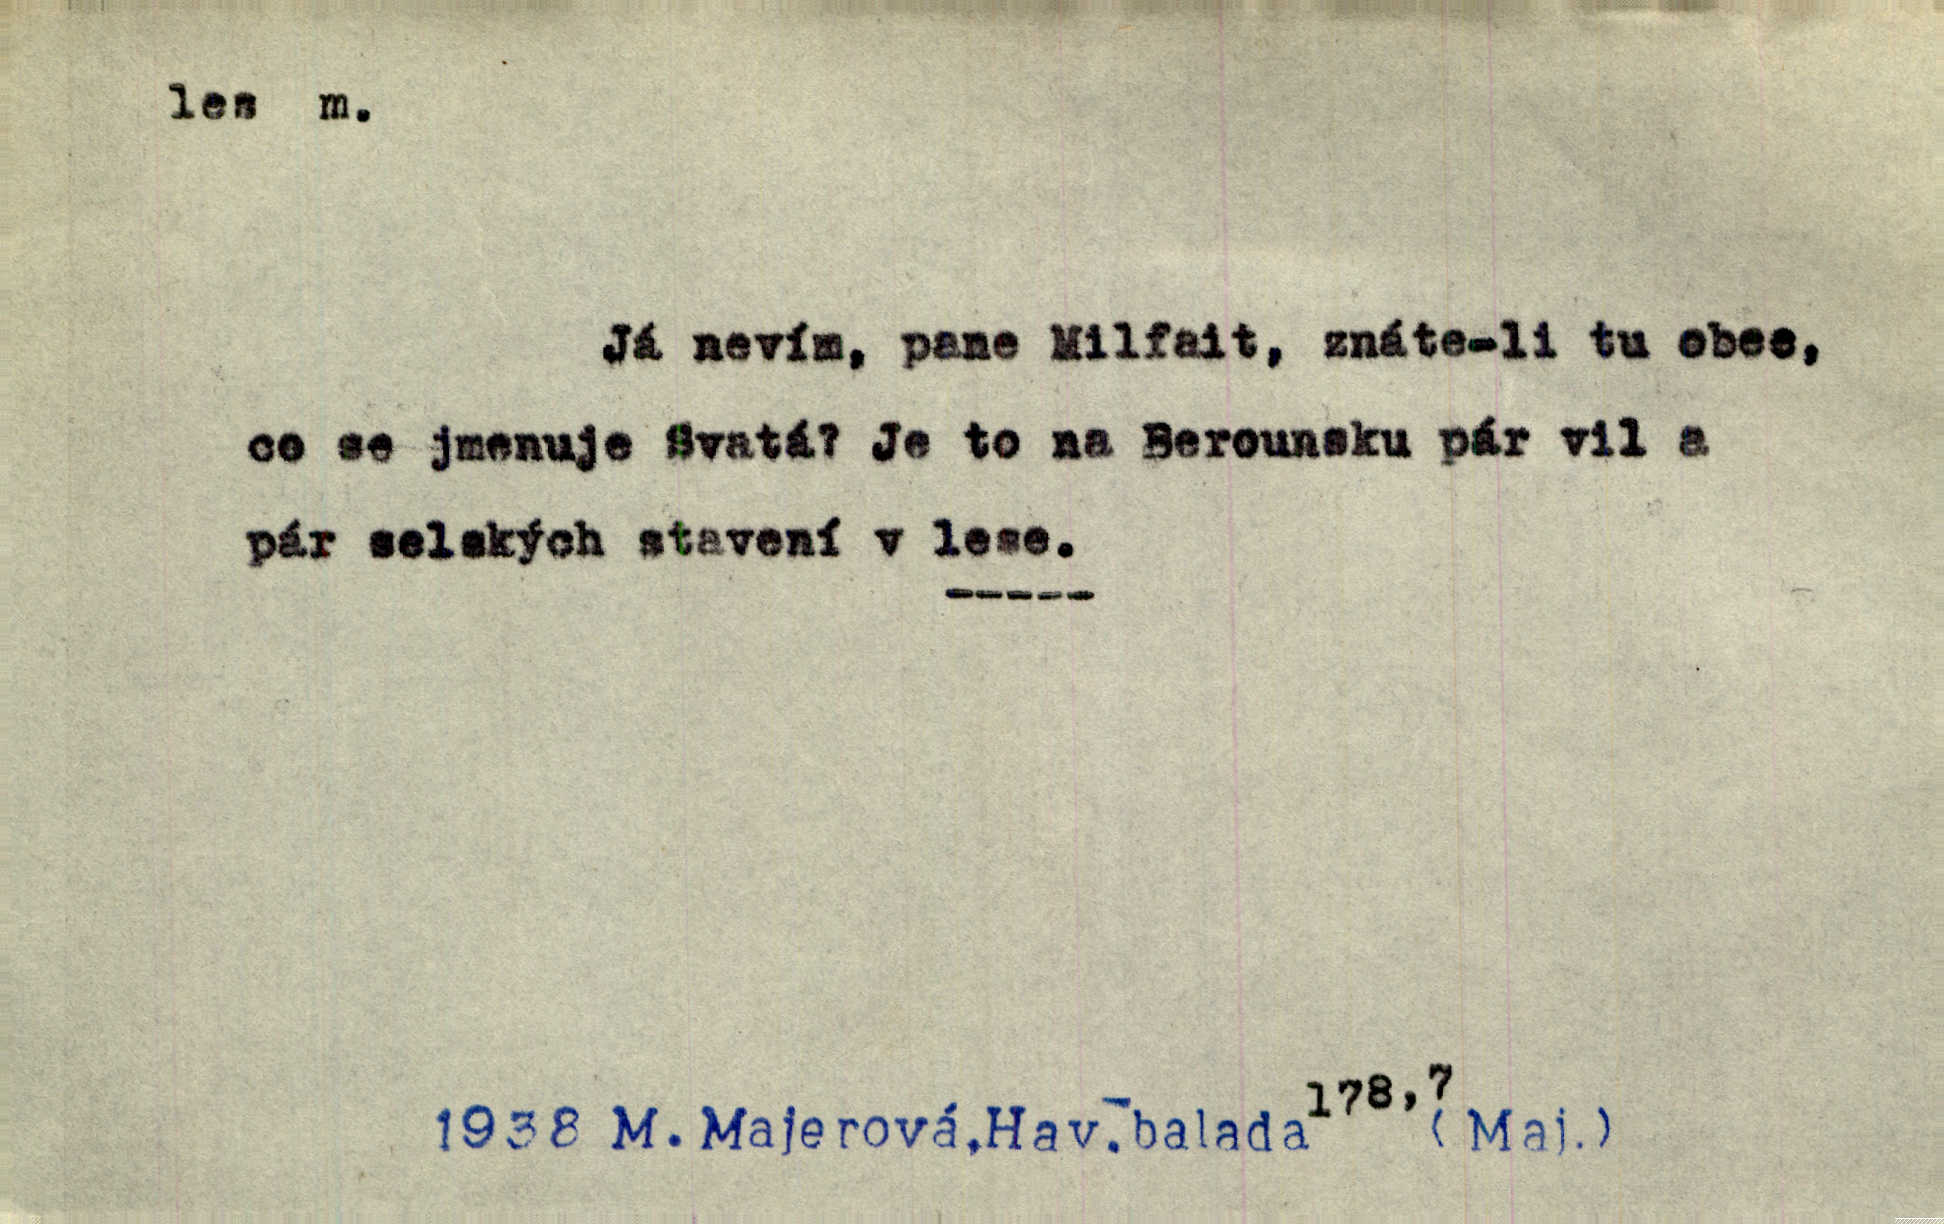 les m.
Já nevím, pane Milfait, znáte-li tu obec,
co se jmenuje Svatá? Je to na Berounsku pár vil a
pár selských stavení v lese.
-----
178,7
1938 M. Majerová, Hav. balada (Maj.)